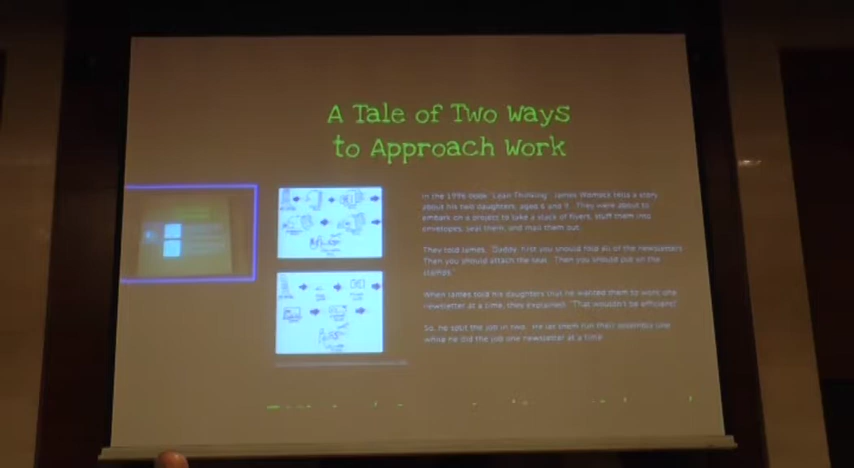 A Tale of Two Ways
to Approach Work
In the 1996 book "Lean Thinking" James Womack tells a story
about his two daughters, aged 6 and 9. They were about to
embark on a project to take a stack of flyers, stuff them into
envelopes, seal them, and mail them out.
They told James, "Daddy, first you should fold all of the newsletters.
Then you should attach the seal. Then you should put on the
stamps."
When James told his daughters that he wanted them to work one
newsletter at a time, they explained, "That wouldn't be efficient!"
So, he split the job in two. He let them run their assembly line
while he did the job one newsletter at a time.